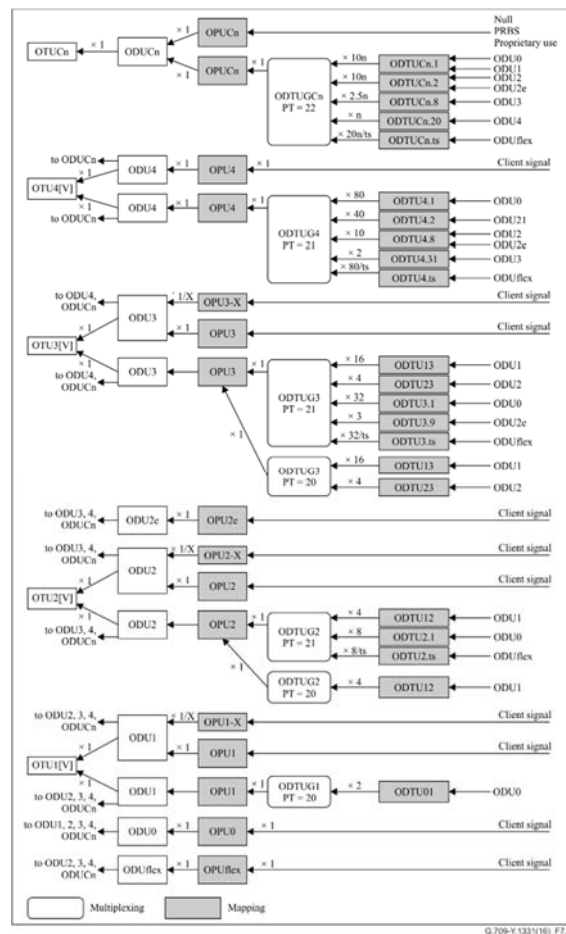 Null
PRBS
Proprietary use
OTUCn × 1 ODUCn × 1 OPUCn
× 1 OPUCn × 1 ODTUGCn PT = 22
× 10n ODTUCn.1 ODU0
ODU1
× 10n ODTUCn.2 ODU2
ODU2e
× 2.5n ODTUCn.8 ODU3
× n ODTUCn.20 ODU4
× 20n/ts ODTUCn.ts ODUflex
to ODUCn ODU4 × 1 OPU4 × 1 Client signal
OTU4[V] × 1
× 1 ODU4 × 1 OPU4 × 1 ODTUG4 PT = 21
to ODUCn
× 80 ODTU4.1 ODU0
× 40 ODTU4.2 ODU21
× 10 ODTU4.8 ODU2
ODU2e
× 2 ODTU4.31 ODU3
× 80/ts ODTU4.ts ODUflex
to ODU4, ODUCn ODU3 × 1/X OPU3-X Client signal
× 1 OPU3 Client signal
OTU3[V] × 1
× 1 ODU3 OPU3 × 1 ODTUG3 PT = 21
to ODU4, ODUCn
× 16 ODTU13 ODU1
× 4 ODTU23 ODU2
× 32 ODTU3.1 ODU0
× 3 ODTU3.9 ODU2e
× 32/ts ODTU3.ts ODUflex
× 1 ODTUG3 PT = 20
× 16 ODTU13 ODU1
× 4 ODTU23 ODU2
to ODU3, 4, ODUCn ODU2e × 1 OPU2e Client signal
to ODU3, 4, ODUCn ODU2 × 1/X OPU2-X Client signal
× 1 OPU2 Client signal
OTU2[V] × 1
× 1 ODU2 OPU2 × 1 ODTUG2 PT = 21
to ODU3, 4, ODUCn
× 4 ODTU12 ODU1
× 8 ODTU2.1 ODU0
× 8/ts ODTU2.ts ODUflex
× 1 ODTUG2 PT = 20
× 4 ODTU12 ODU1
to ODU2, 3, 4, ODUCn ODU1 × 1/X OPU1-X Client signal
× 1 OPU1 Client signal
OTU1[V] × 1
× 1 ODU1 × 1 OPU1 × 1 ODTUG1 PT = 20 × 2 ODTU01 ODU0
to ODU2, 3, 4, ODUCn
to ODU1, 2, 3, 4, ODUCn ODU0 × 1 OPU0 × 1 Client signal
to ODU2, 3, 4, ODUCn ODUflex × 1 OPUflex × 1 Client signal
Multiplexing Mapping
G.709-Y.1331(16)_F7